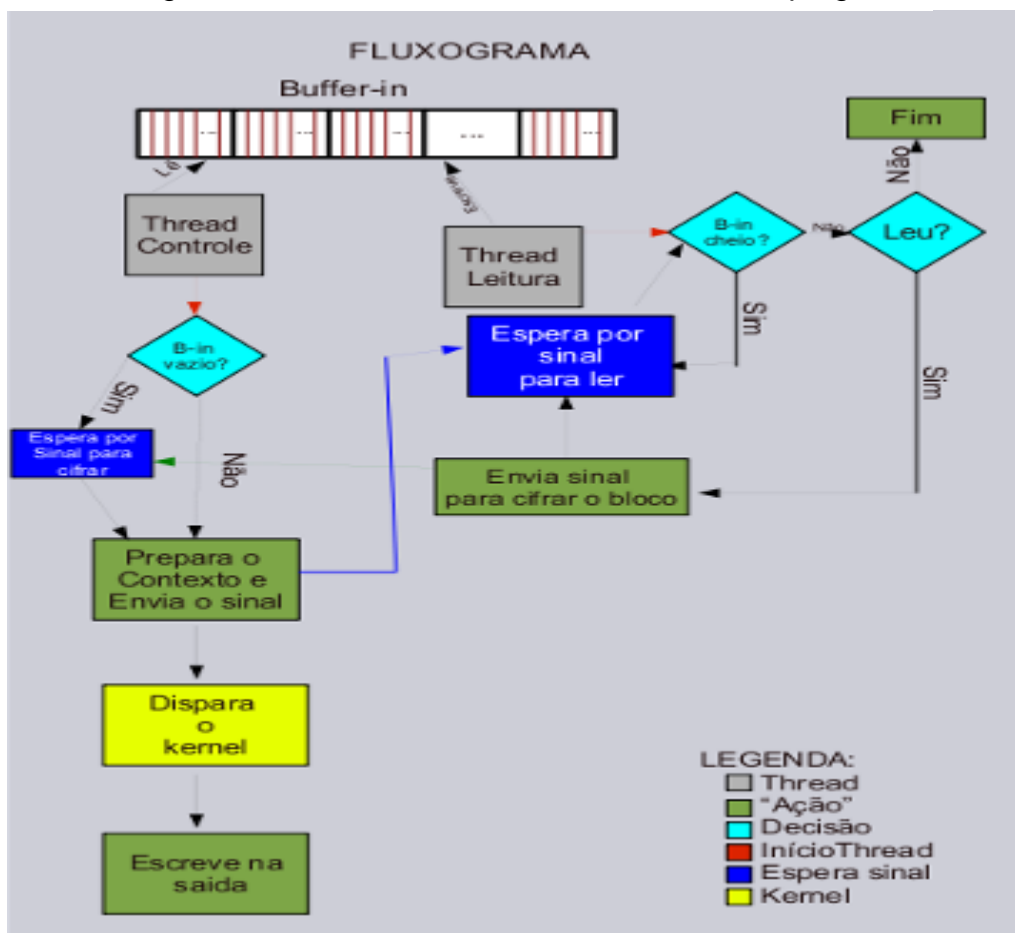 FLUXOGRAMA
Buffer-in
...
...
...
...
...
Lê
Escreve
Thread
Controle
Thread
Leitura
B-in
cheio?
Não
Leu?
Não
Fim
Sim
Sim
Espera por
sinal
para ler
B-in
vazio?
Sim
Não
Espera por
Sinal para
cifrar
Envia sinal
para cifrar o bloco
Prepara o
Contexto e
Envia o sinal
Dispara
o
kernel
Escreve na
saida
LEGENDA:
Thread
“Ação”
Decisão
InícioThread
Espera sinal
Kernel